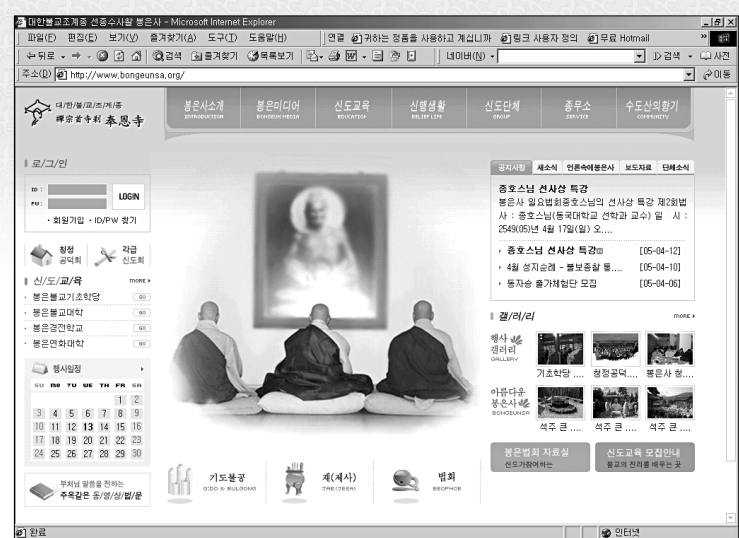 대한불교조계종 선종수사찰 봉은사 - Microsoft Internet Explorer
파일(F) 편집(E) 보기(V) 즐겨찾기(A) 도구(T) 도움말(H) 연결 귀하는 정품을 사용하고 계십니까 링크 사용자 정의 무료 Hotmail
뒤로 검색 즐겨찾기 목록보기 네이버(N) 검색 사전
주소(D) http://www.bongeunsa.org/ 이동
대/한/불/교/조/계/종
禪宗首寺刹 奉恩寺
봉은사소개 봉은미디어 신도교육 신행생활 신도단체 종무소 수도산의향기
INTRODUCTION BONGEUN MEDIA EDUCATION BELIEF LIFE GROUP SERVICE COMMUNITY
로/그/인
ID :
PW :
LOGIN
· 회원가입 · ID/PW 찾기
청정 공덕회
각급 신도회
신/도/교/육 MORE
· 봉은불교기초학당 GO
· 봉은불교대학 GO
· 봉은경전학교 GO
· 봉은연화대학 GO
행사일정
SU MO TU WE TH FR SA
1 2
3 4 5 6 7 8 9
10 11 12 13 14 15 16
17 18 19 20 21 22 23
24 25 26 27 28 29 30
부처님 말씀을 전하는
주옥같은 동/영/상/법/문
기도불공
GIDO & BULGONG
재(제사)
JAE(JESA)
법회
BEOPHOE
공지사항 새소식 언론속에봉은사 보도자료 단체소식
종호스님 선사상 특강
봉은사 일요법회종호스님의 선사상 특강 제2회법
사 : 종호스님(동국대학교 선학과 교수) 일 시 :
2549(05)년 4월 17일(일) 오....
종호스님 선사상 특강 [05-04-12]
4월 성지순례 - 불보종찰 통.... [05-04-10]
동자승 출가체험단 모집 [05-04-06]
갤/러/리 MORE
행사
갤러리
GALLERY
기초학당 .... 청정공덕.... 봉은사 청....
아름다운
봉은사
BONGEUNSA
석주 큰 .... 석주 큰 .... 석주 큰 ....
봉은법회 자료실
신도가참여하는
신도교육 모집안내
불교의 진리를 배우는 곳
완료 인터넷